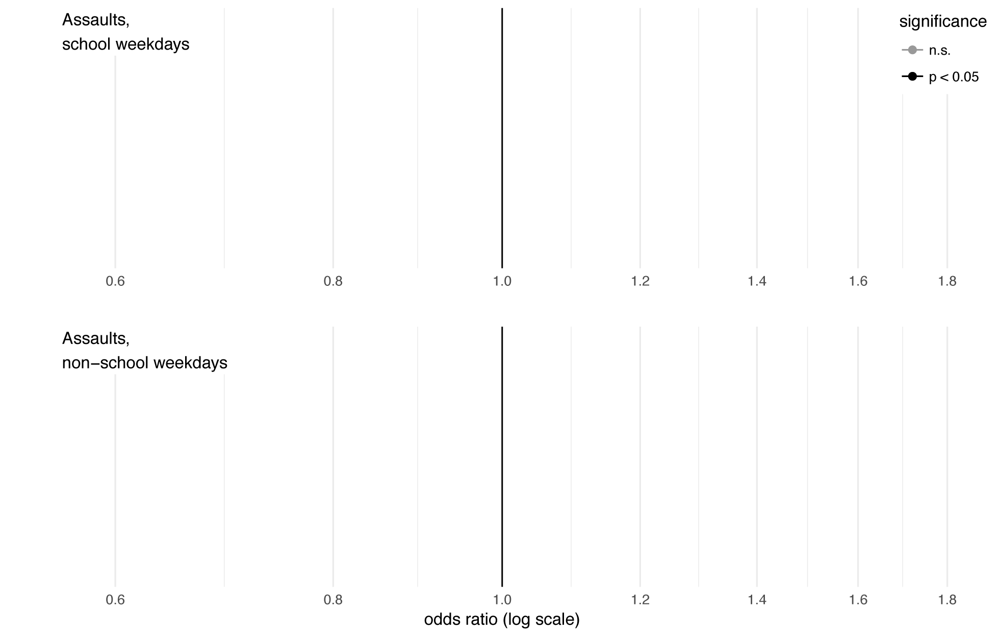 Assaults,
school weekdays
significance
n.s.
p < 0.05
0.6 0.8 1.0 1.2 1.4 1.6 1.8
Assaults,
non−school weekdays
0.6 0.8 1.0 1.2 1.4 1.6 1.8
odds ratio (log scale)